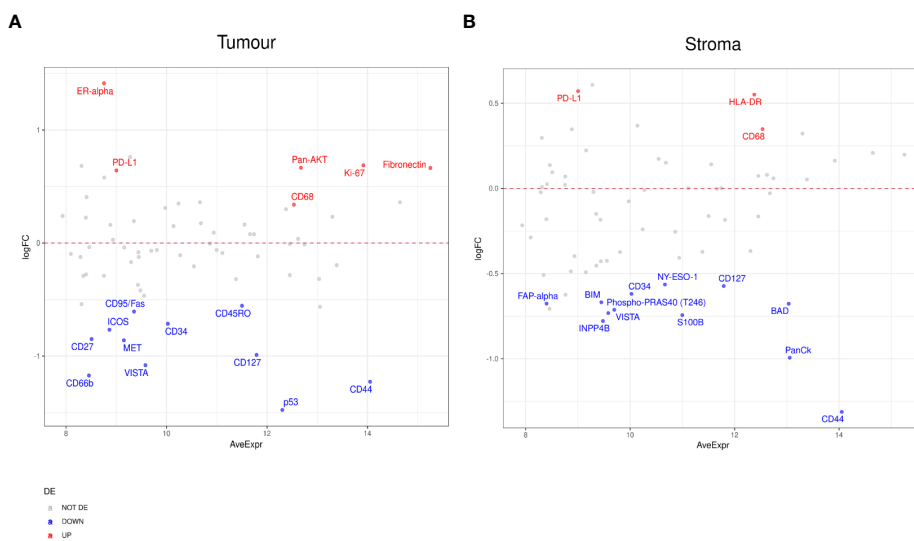 A
Tumour
ER-alpha
1
PD-L1
Pan-AKT
Ki-67
Fibronectin
CD68
0
logFC
CD95/Fas
CD45RO
ICOS
CD34
CD27
MET
CD127
VISTA
CD66b
CD44
-1
p53
8
10
12
14
AveExpr
B
Stroma
PD-L1
HLA-DR
0.5
CD68
0.0
logFC
NY-ESO-1
CD127
CD34
FAP-alpha
BIM
Phospho-PRAS40 (T246)
-0.5
BAD
VISTA
INPP4B
S100B
PanCk
-1.0
CD44
8
10
12
14
AveExpr
DE
a NOT DE
a DOWN
a UP